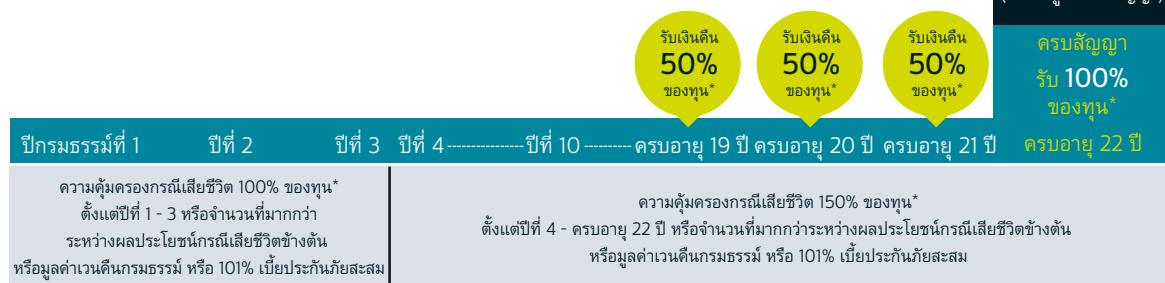 รับเงินคืน
50%
ของทุน*
รับเงินคืน
50%
ของทุน*
รับเงินคืน
50%
ของทุน*
ครบสัญญา
รับ 100%
ของทุน*
ครบอายุ 22 ปี
ปีกรมธรรม์ที่ 1 ปีที่ 2 ปีที่ 3 ปีที่ 4 ---------------- ปีที่ 10 ---------- ครบอายุ 19 ปี ครบอายุ 20 ปี ครบอายุ 21 ปี
ความคุ้มครองกรณีเสียชีวิต 100% ของทุน*
ตั้งแต่ปีที่ 1 - 3 หรือจำนวนที่มากกว่า
ระหว่างผลประโยชน์กรณีเสียชีวิตข้างต้น
หรือมูลค่าเวนคืนกรมธรรม์ หรือ 101% เบี้ยประกันภัยสะสม
ความคุ้มครองกรณีเสียชีวิต 150% ของทุน*
ตั้งแต่ปีที่ 4 - ครบอายุ 22 ปี หรือจำนวนที่มากกว่าระหว่างผลประโยชน์กรณีเสียชีวิตข้างต้น
หรือมูลค่าเวนคืนกรมธรรม์ หรือ 101% เบี้ยประกันภัยสะสม